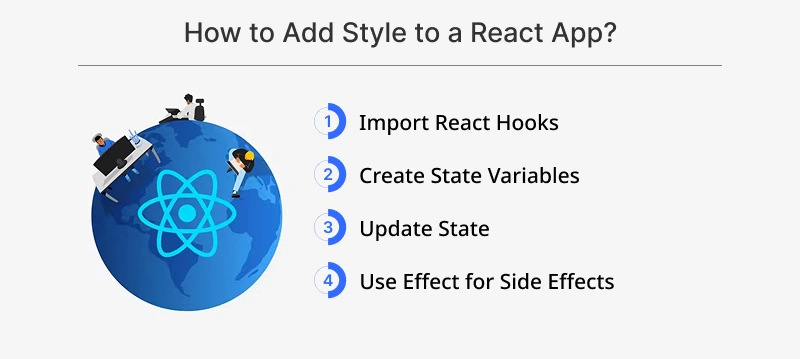 How to Add Style to a React App?
1 Import React Hooks
2 Create State Variables
3 Update State
4 Use Effect for Side Effects